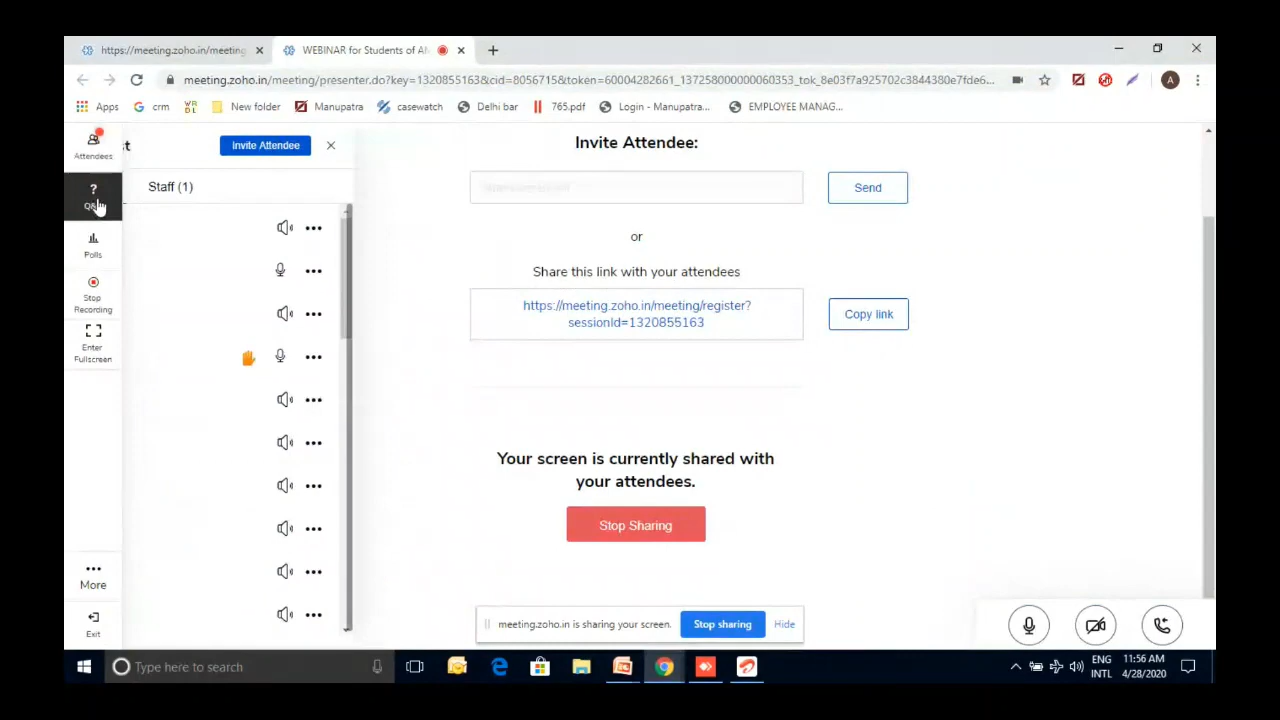 https://meeting.zoho.in/meeting
WEBINAR for Students of AM
meeting.zoho.in/meeting/presenter.do?key=1320855163&cid=8056715&token=60004282661_137258000000060353_tok_8e03f7a925702c3844380e7fde6...
A
Apps
crm
New folder
Manupatra
casewatch
Delhi bar
765.pdf
Login - Manupatra...
EMPLOYEE MANAG...
Attendees
st
Invite Attendee
Staff (1)
?
Polls
Stop
Recording
Enter
Fullscreen
More
Exit
Invite Attendee:
Send
or
Share this link with your attendees
https://meeting.zoho.in/meeting/register?
sessionId=1320855163
Copy link
Your screen is currently shared with
your attendees.
Stop Sharing
meeting.zoho.in is sharing your screen.
Stop sharing
Hide
Type here to search
ENG
INTL
11:56 AM
4/28/2020